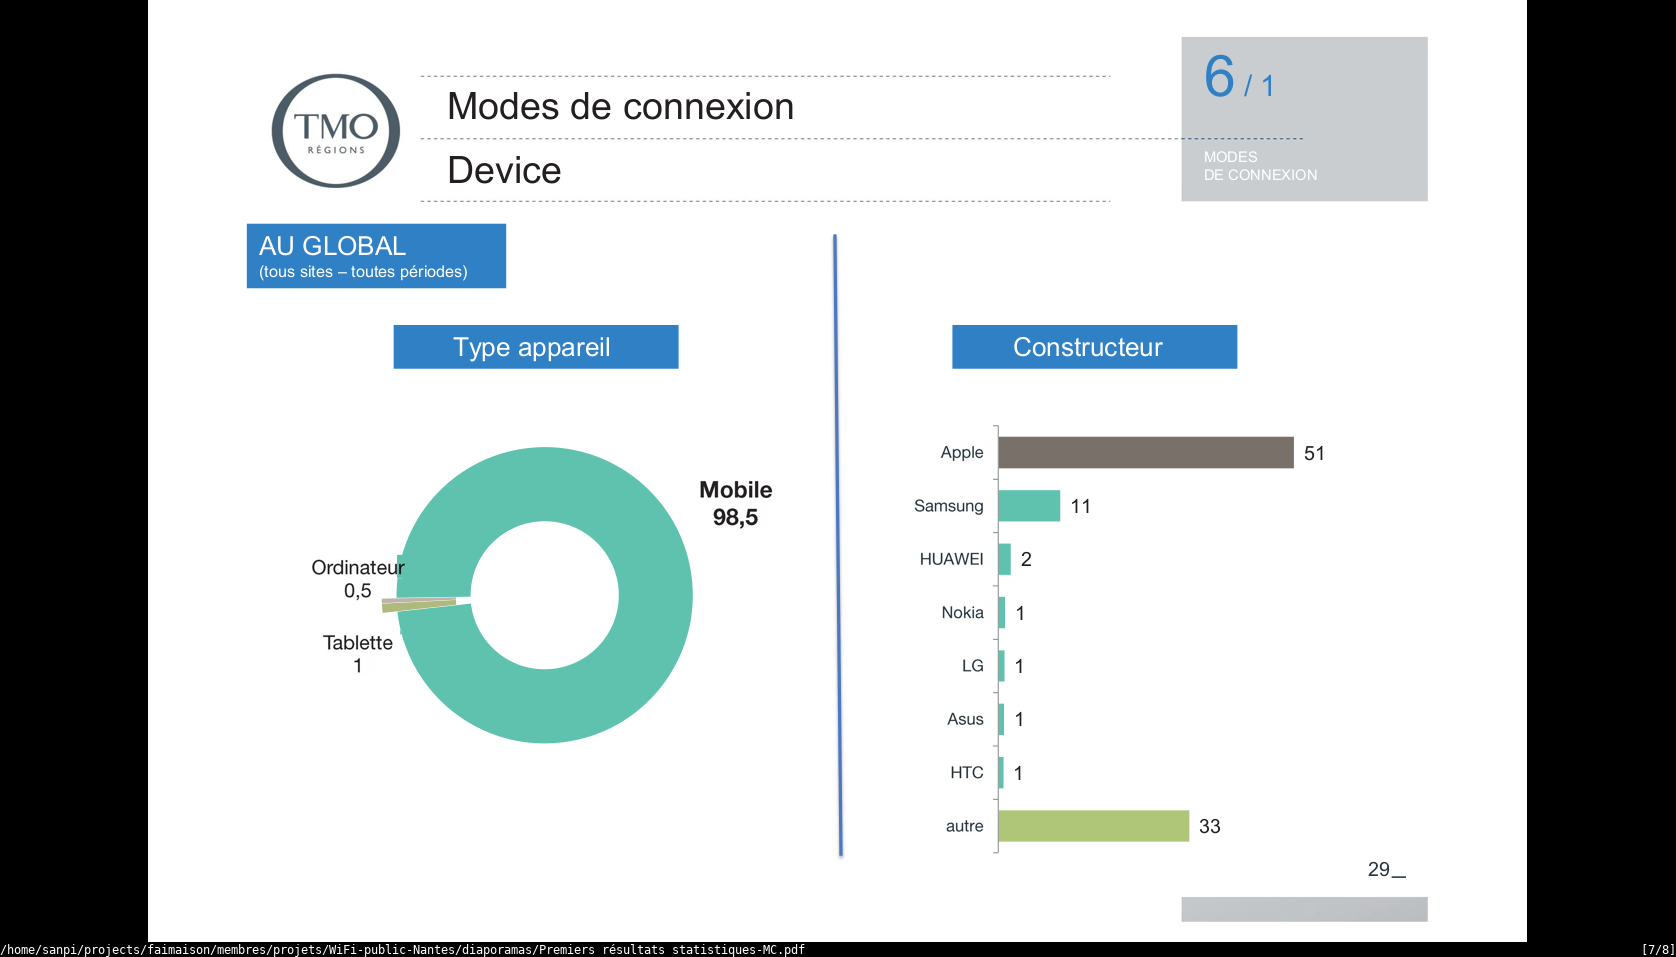 TMO
RÉGIONS
Modes de connexion
Device
6 / 1
MODES
DE CONNEXION
AU GLOBAL
(tous sites – toutes périodes)
Type appareil
Mobile
98,5
Ordinateur
0,5
Tablette
1
Constructeur
Apple 51
Samsung 11
HUAWEI 2
Nokia 1
LG 1
Asus 1
HTC 1
autre 33
29_
/home/sanpi/projects/faimaison/membres/projets/WiFi-public-Nantes/diaporamas/Premiers résultats statistiques-MC.pdf [7/8]